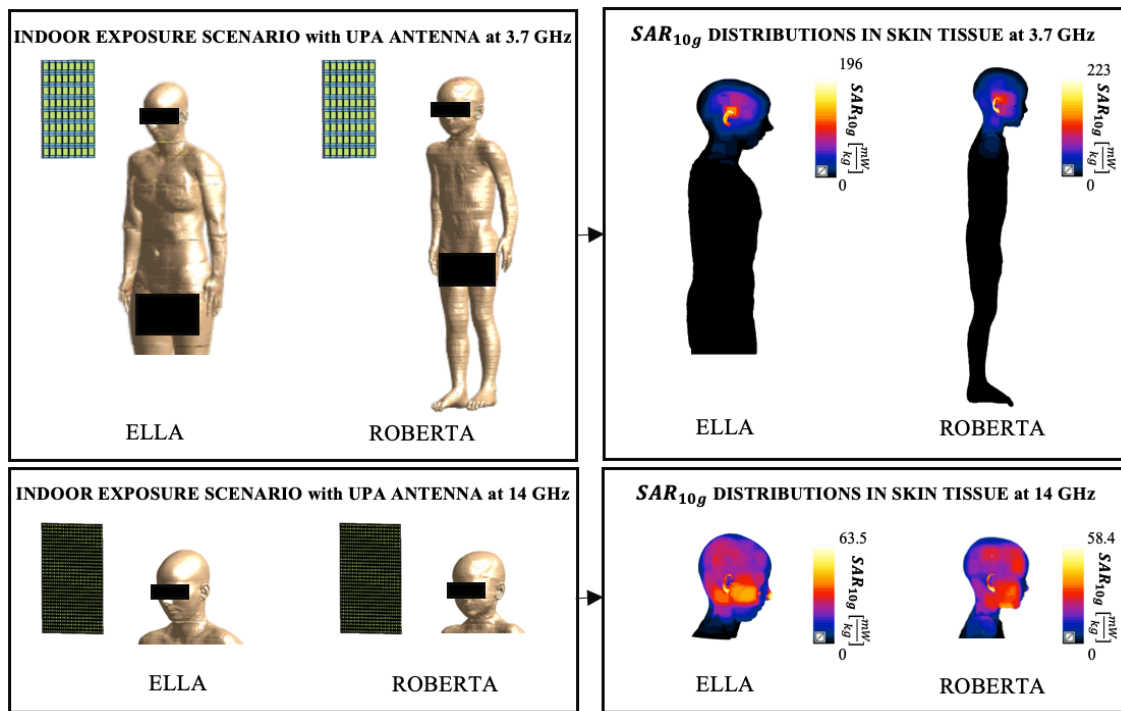 INDOOR EXPOSURE SCENARIO with UPA ANTENNA at 3.7 GHz
ELLA
ROBERTA
SAR10g DISTRIBUTIONS IN SKIN TISSUE at 3.7 GHz
196
SAR10g [mW/kg]
0
ELLA
223
SAR10g [mW/kg]
0
ROBERTA
INDOOR EXPOSURE SCENARIO with UPA ANTENNA at 14 GHz
ELLA
ROBERTA
SAR10g DISTRIBUTIONS IN SKIN TISSUE at 14 GHz
63.5
SAR10g [mW/kg]
0
ELLA
58.4
SAR10g [mW/kg]
0
ROBERTA